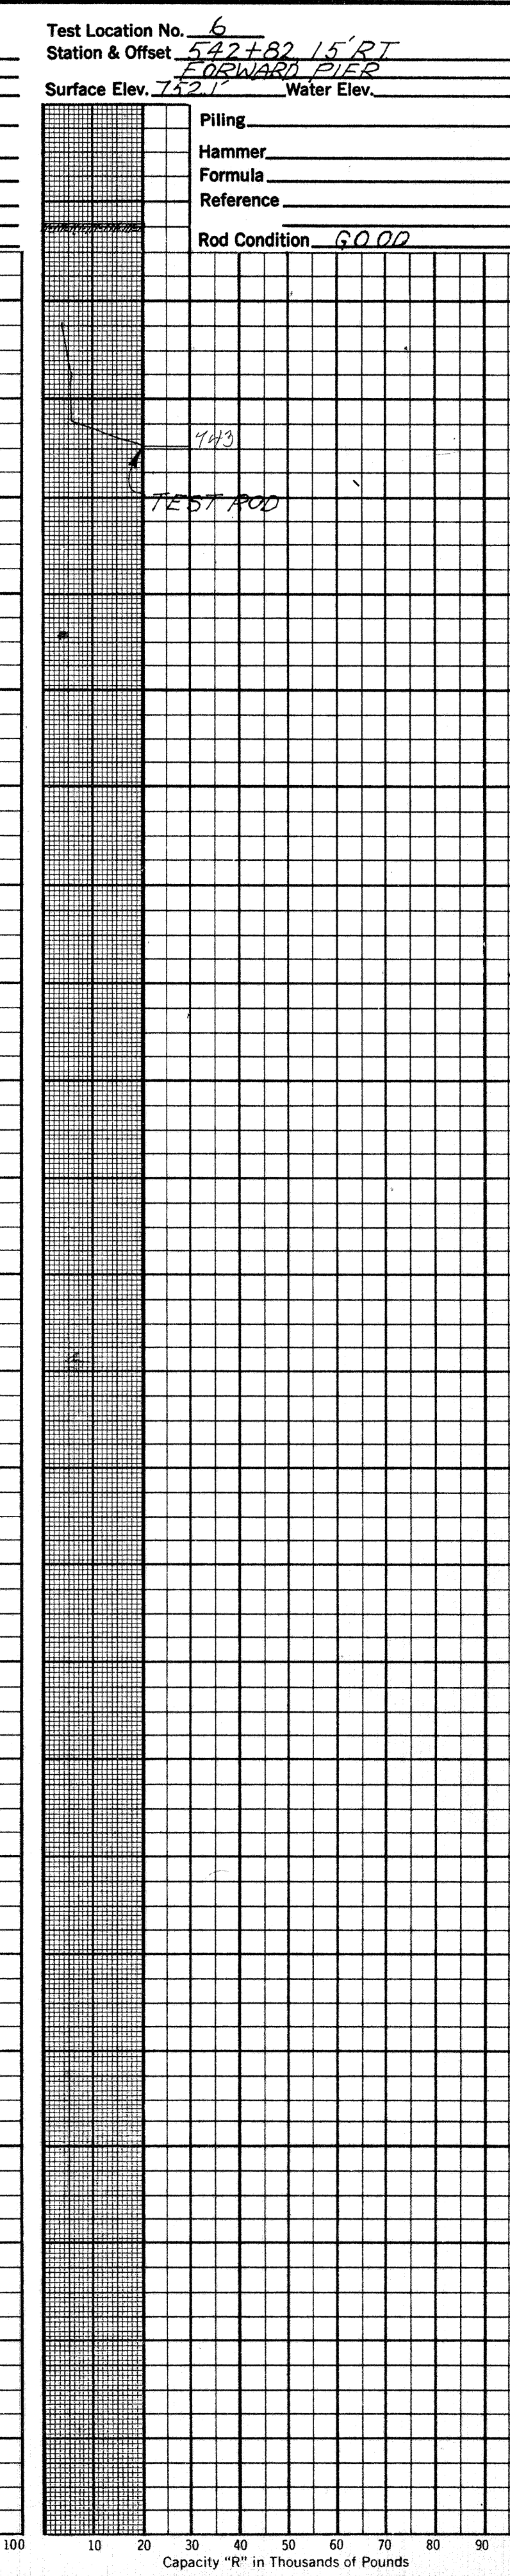 Test Location No. 6
Station & Offset 542+82 15' RT.
FORWARD PIER
Surface Elev. 752.1' Water Elev.
Piling
Hammer
Formula
Reference
Rod Condition GOOD
743
TEST ROD
100 10 20 30 40 50 60 70 80 90
Capacity "R" in Thousands of Pounds